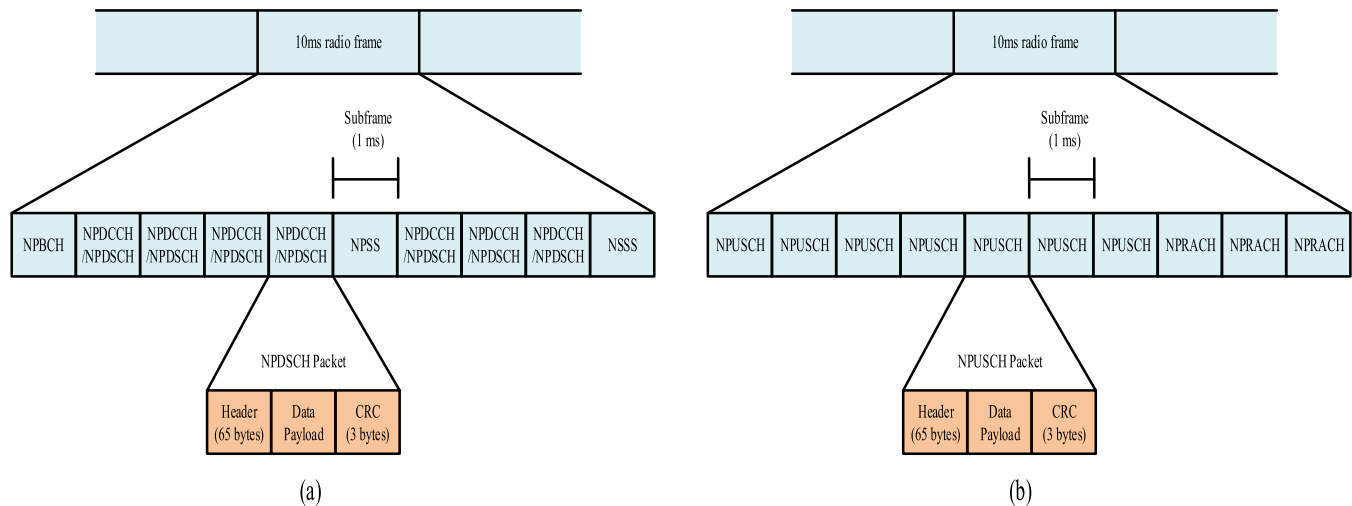 10ms radio frame
Subframe
(1 ms)
NPBCH
NPDCCH
/NPDSCH
NPDCCH
/NPDSCH
NPDCCH
/NPDSCH
NPDCCH
/NPDSCH
NPSS
NPDCCH
/NPDSCH
NPDCCH
/NPDSCH
NPDCCH
/NPDSCH
NSSS
NPDSCH Packet
Header
(65 bytes)
Data
Payload
CRC
(3 bytes)
(a)
10ms radio frame
Subframe
(1 ms)
NPUSCH
NPUSCH
NPUSCH
NPUSCH
NPUSCH
NPUSCH
NPUSCH
NPRACH
NPRACH
NPRACH
NPUSCH Packet
Header
(65 bytes)
Data
Payload
CRC
(3 bytes)
(b)